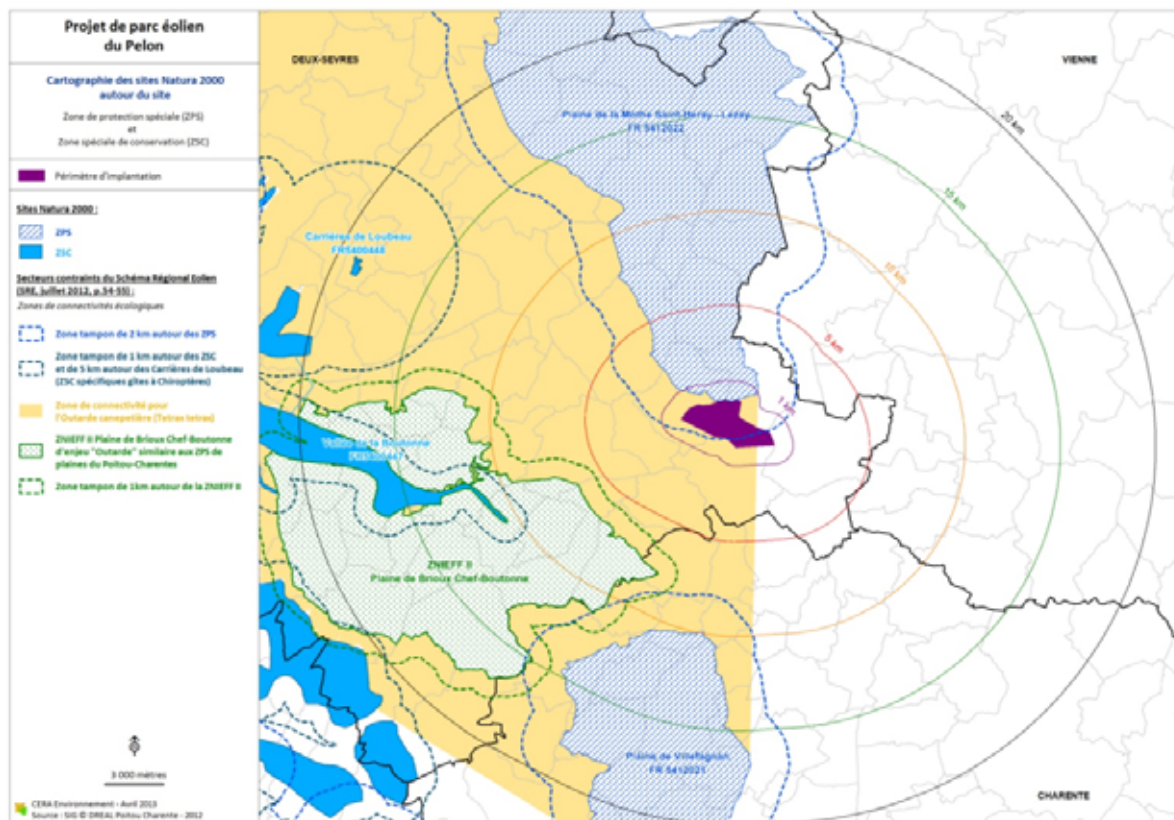 Projet de parc éolien
du Pelon
Cartographie des sites Natura 2000
autour du site
Zone de protection spéciale (ZPS)
et
Zone spéciale de conservation (ZSC)
Périmètre d'implantation
Sites Natura 2000 :
ZPS
ZSC
Secteurs contraints du Schéma Régional Eolien
(SRE, juillet 2012, p.54-55) :
Zones de connectivités écologiques
Zone tampon de 2 km autour des ZPS
Zone tampon de 1 km autour des ZSC
et de 5 km autour des Carrières de Loubeau
(ZSC spécifiques gîtes à Chiroptères)
Zone de connectivité pour
l'Outarde canepetière (Tetrax tetrax)
ZNIEFF II Plaine de Brioux Chef-Boutonne
d'enjeu "Outarde" similaire aux ZPS de
plaines du Poitou-Charentes
Zone tampon de 1km autour de la ZNIEFF II
3 000 mètres
CERA Environnement - Avril 2013
Source : SIG © DREAL Poitou Charente - 2012
DEUX-SEVRES
VIENNE
Plaine de la Mothe Saint-Heray - Lezay
FR 5412022
20 km
15 km
10 km
5 km
1 km
Carrières de Loubeau
FR5400448
Vallée de la Boutonne
FR5400447
ZNIEFF II
Plaine de Brioux Chef-Boutonne
Plaine de Villefagnan
FR 5412021
CHARENTE